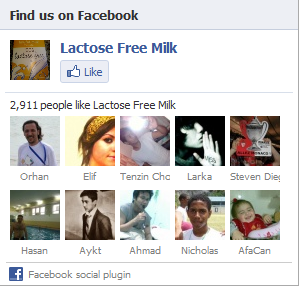 Find us on Facebook
Lactose Free Milk
Like
2,911 people like Lactose Free Milk
Orhan Elif Tenzin Cho Larka Steven Dieg
Hasan Aykt Ahmad Nicholas AfaCan
Facebook social plugin